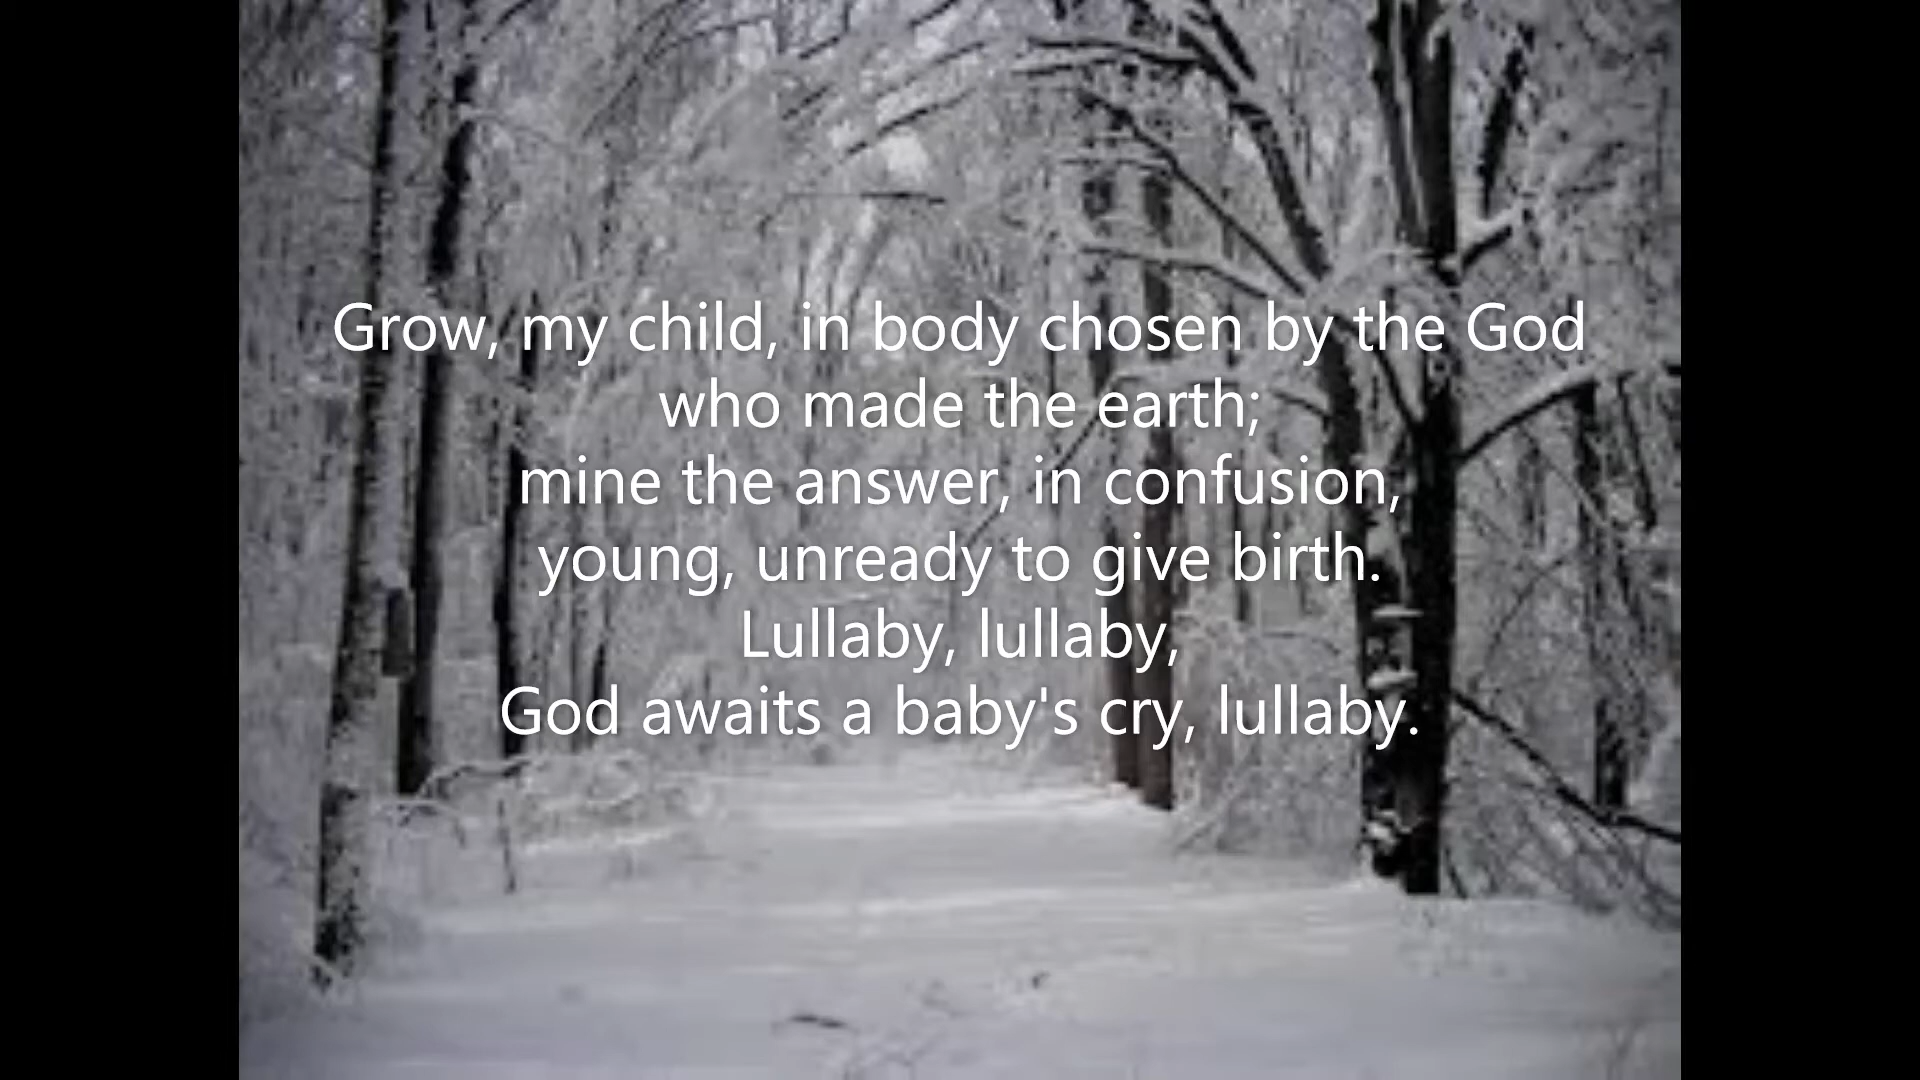 Grow, my child, in body chosen by the God
who made the earth;
mine the answer, in confusion,
young, unready to give birth.
Lullaby, lullaby,
God awaits a baby's cry, lullaby.